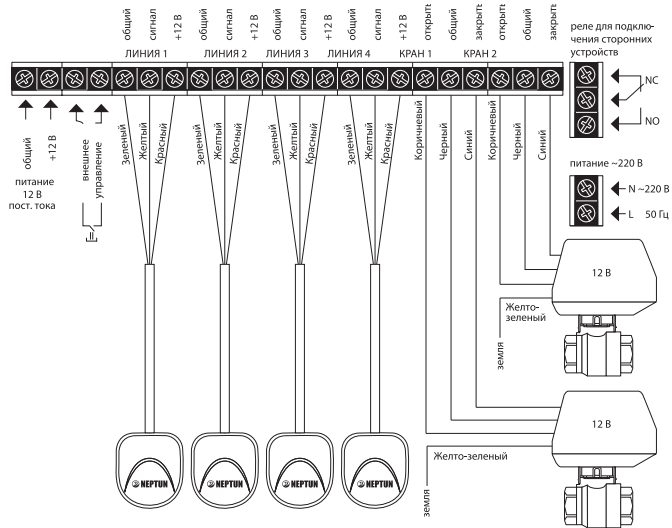 общий
сигнал
+12 В
общий
сигнал
+12 В
общий
сигнал
+12 В
общий
сигнал
+12 В
открыть
общий
закрыть
открыть
общий
закрыть
ЛИНИЯ 1
ЛИНИЯ 2
ЛИНИЯ 3
ЛИНИЯ 4
КРАН 1
КРАН 2
реле для подклю-
чения сторонних
устройств
NC
NO
общий
+12 В
питание
12 В
пост. тока
внешнее
управление
Зеленый
Желтый
Красный
Зеленый
Желтый
Красный
Зеленый
Желтый
Красный
Зеленый
Желтый
Красный
Коричневый
Черный
Синий
Коричневый
Черный
Синий
питание ~220 В
N ~220 В
L 50 Гц
12 В
Желто-
зеленый
земля
12 В
Желто-зеленый
земля
NEPTUN
NEPTUN
NEPTUN
NEPTUN